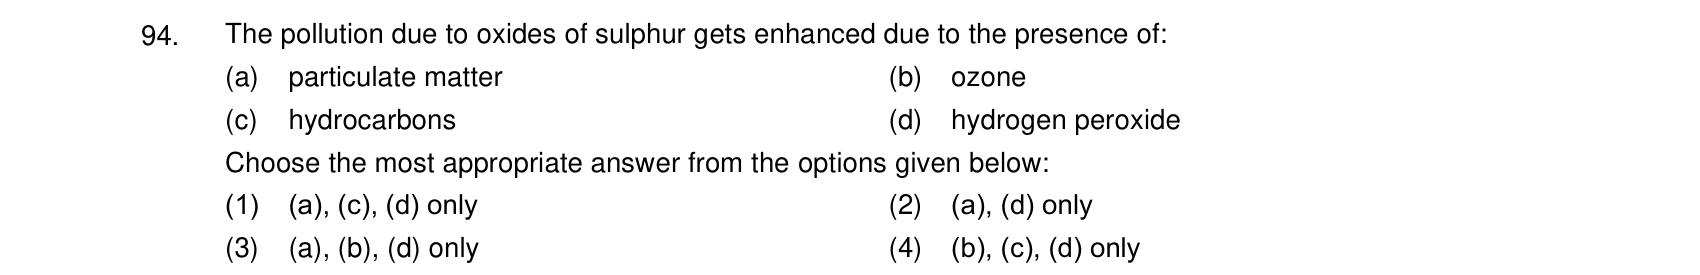 94. The pollution due to oxides of sulphur gets enhanced due to the presence of:
(a) particulate matter (b) ozone
(c) hydrocarbons (d) hydrogen peroxide
Choose the most appropriate answer from the options given below:
(1) (a), (c), (d) only (2) (a), (d) only
(3) (a), (b), (d) only (4) (b), (c), (d) only